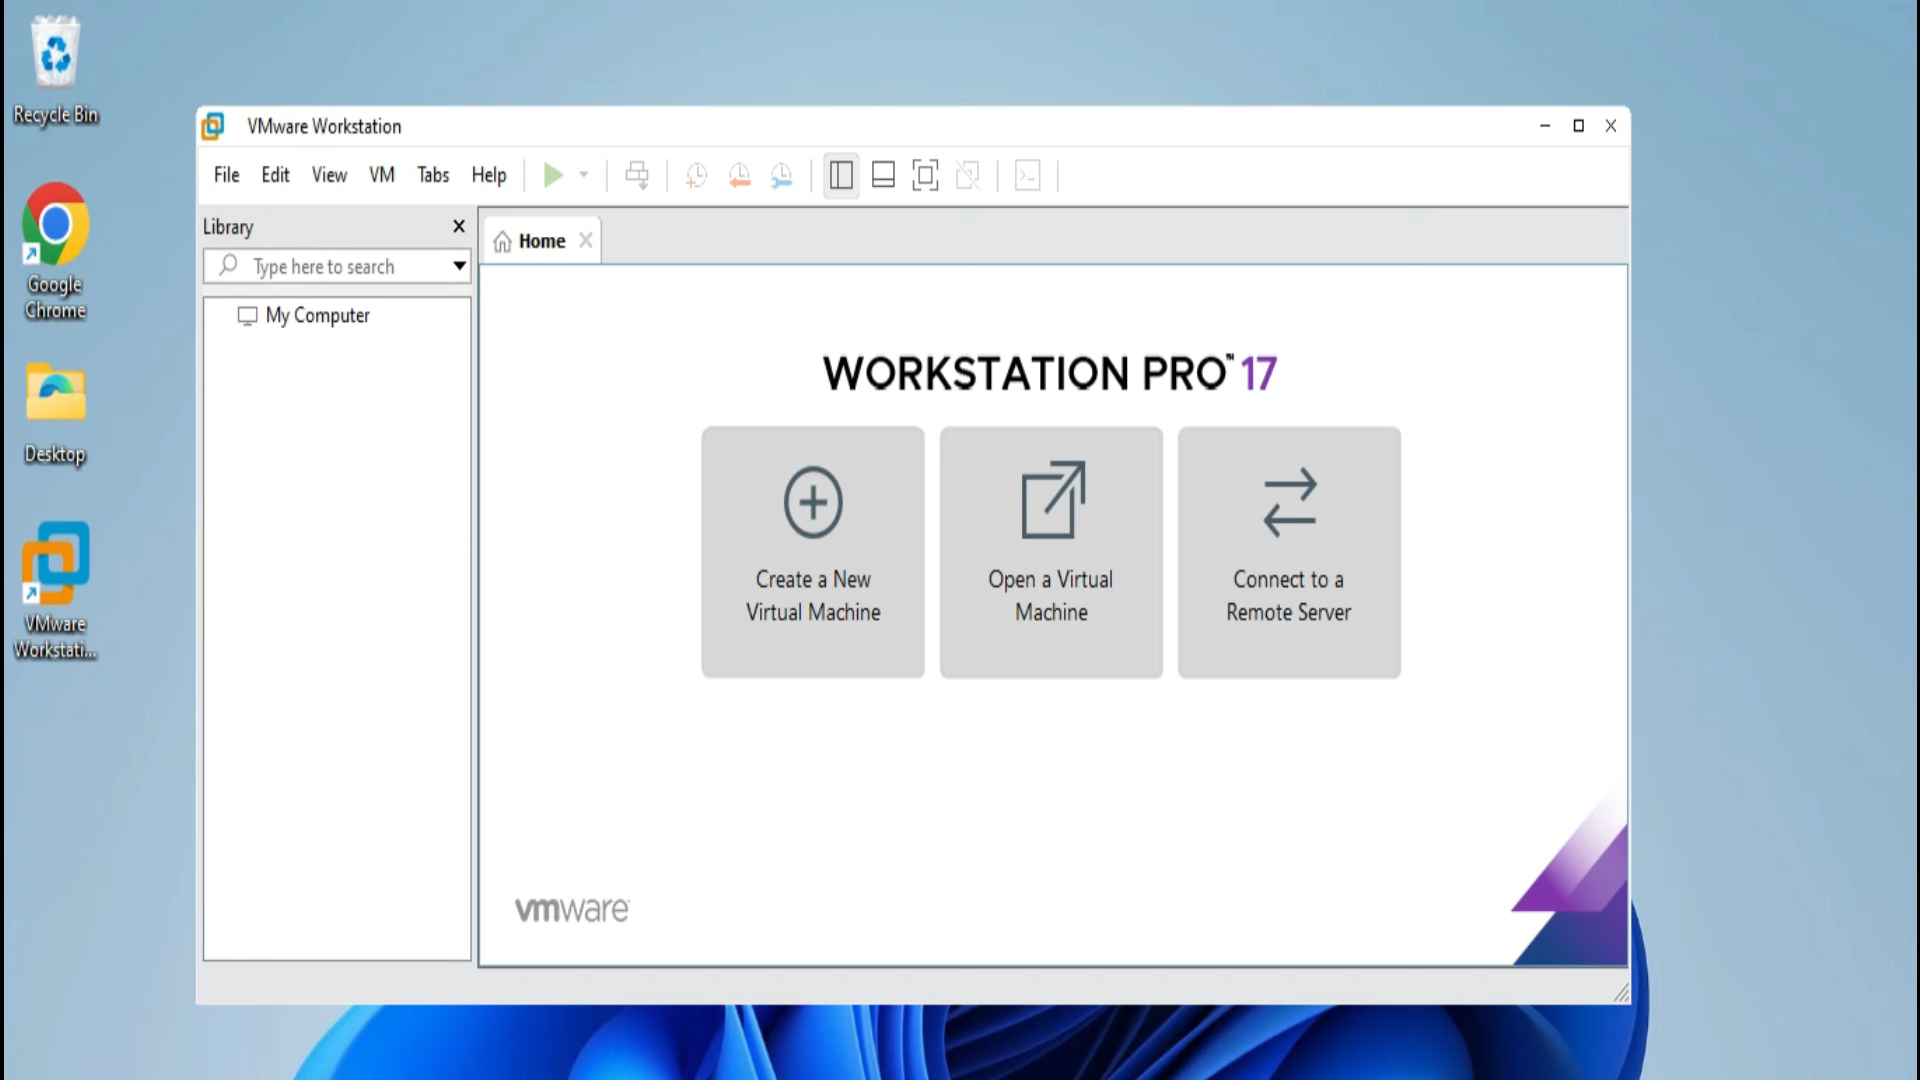 Recycle Bin
Google
Chrome
Desktop
VMware
Workstati...
VMware Workstation
File Edit View VM Tabs Help
Library
Type here to search
My Computer
Home
WORKSTATION PRO™ 17
Create a New
Virtual Machine
Open a Virtual
Machine
Connect to a
Remote Server
vmware